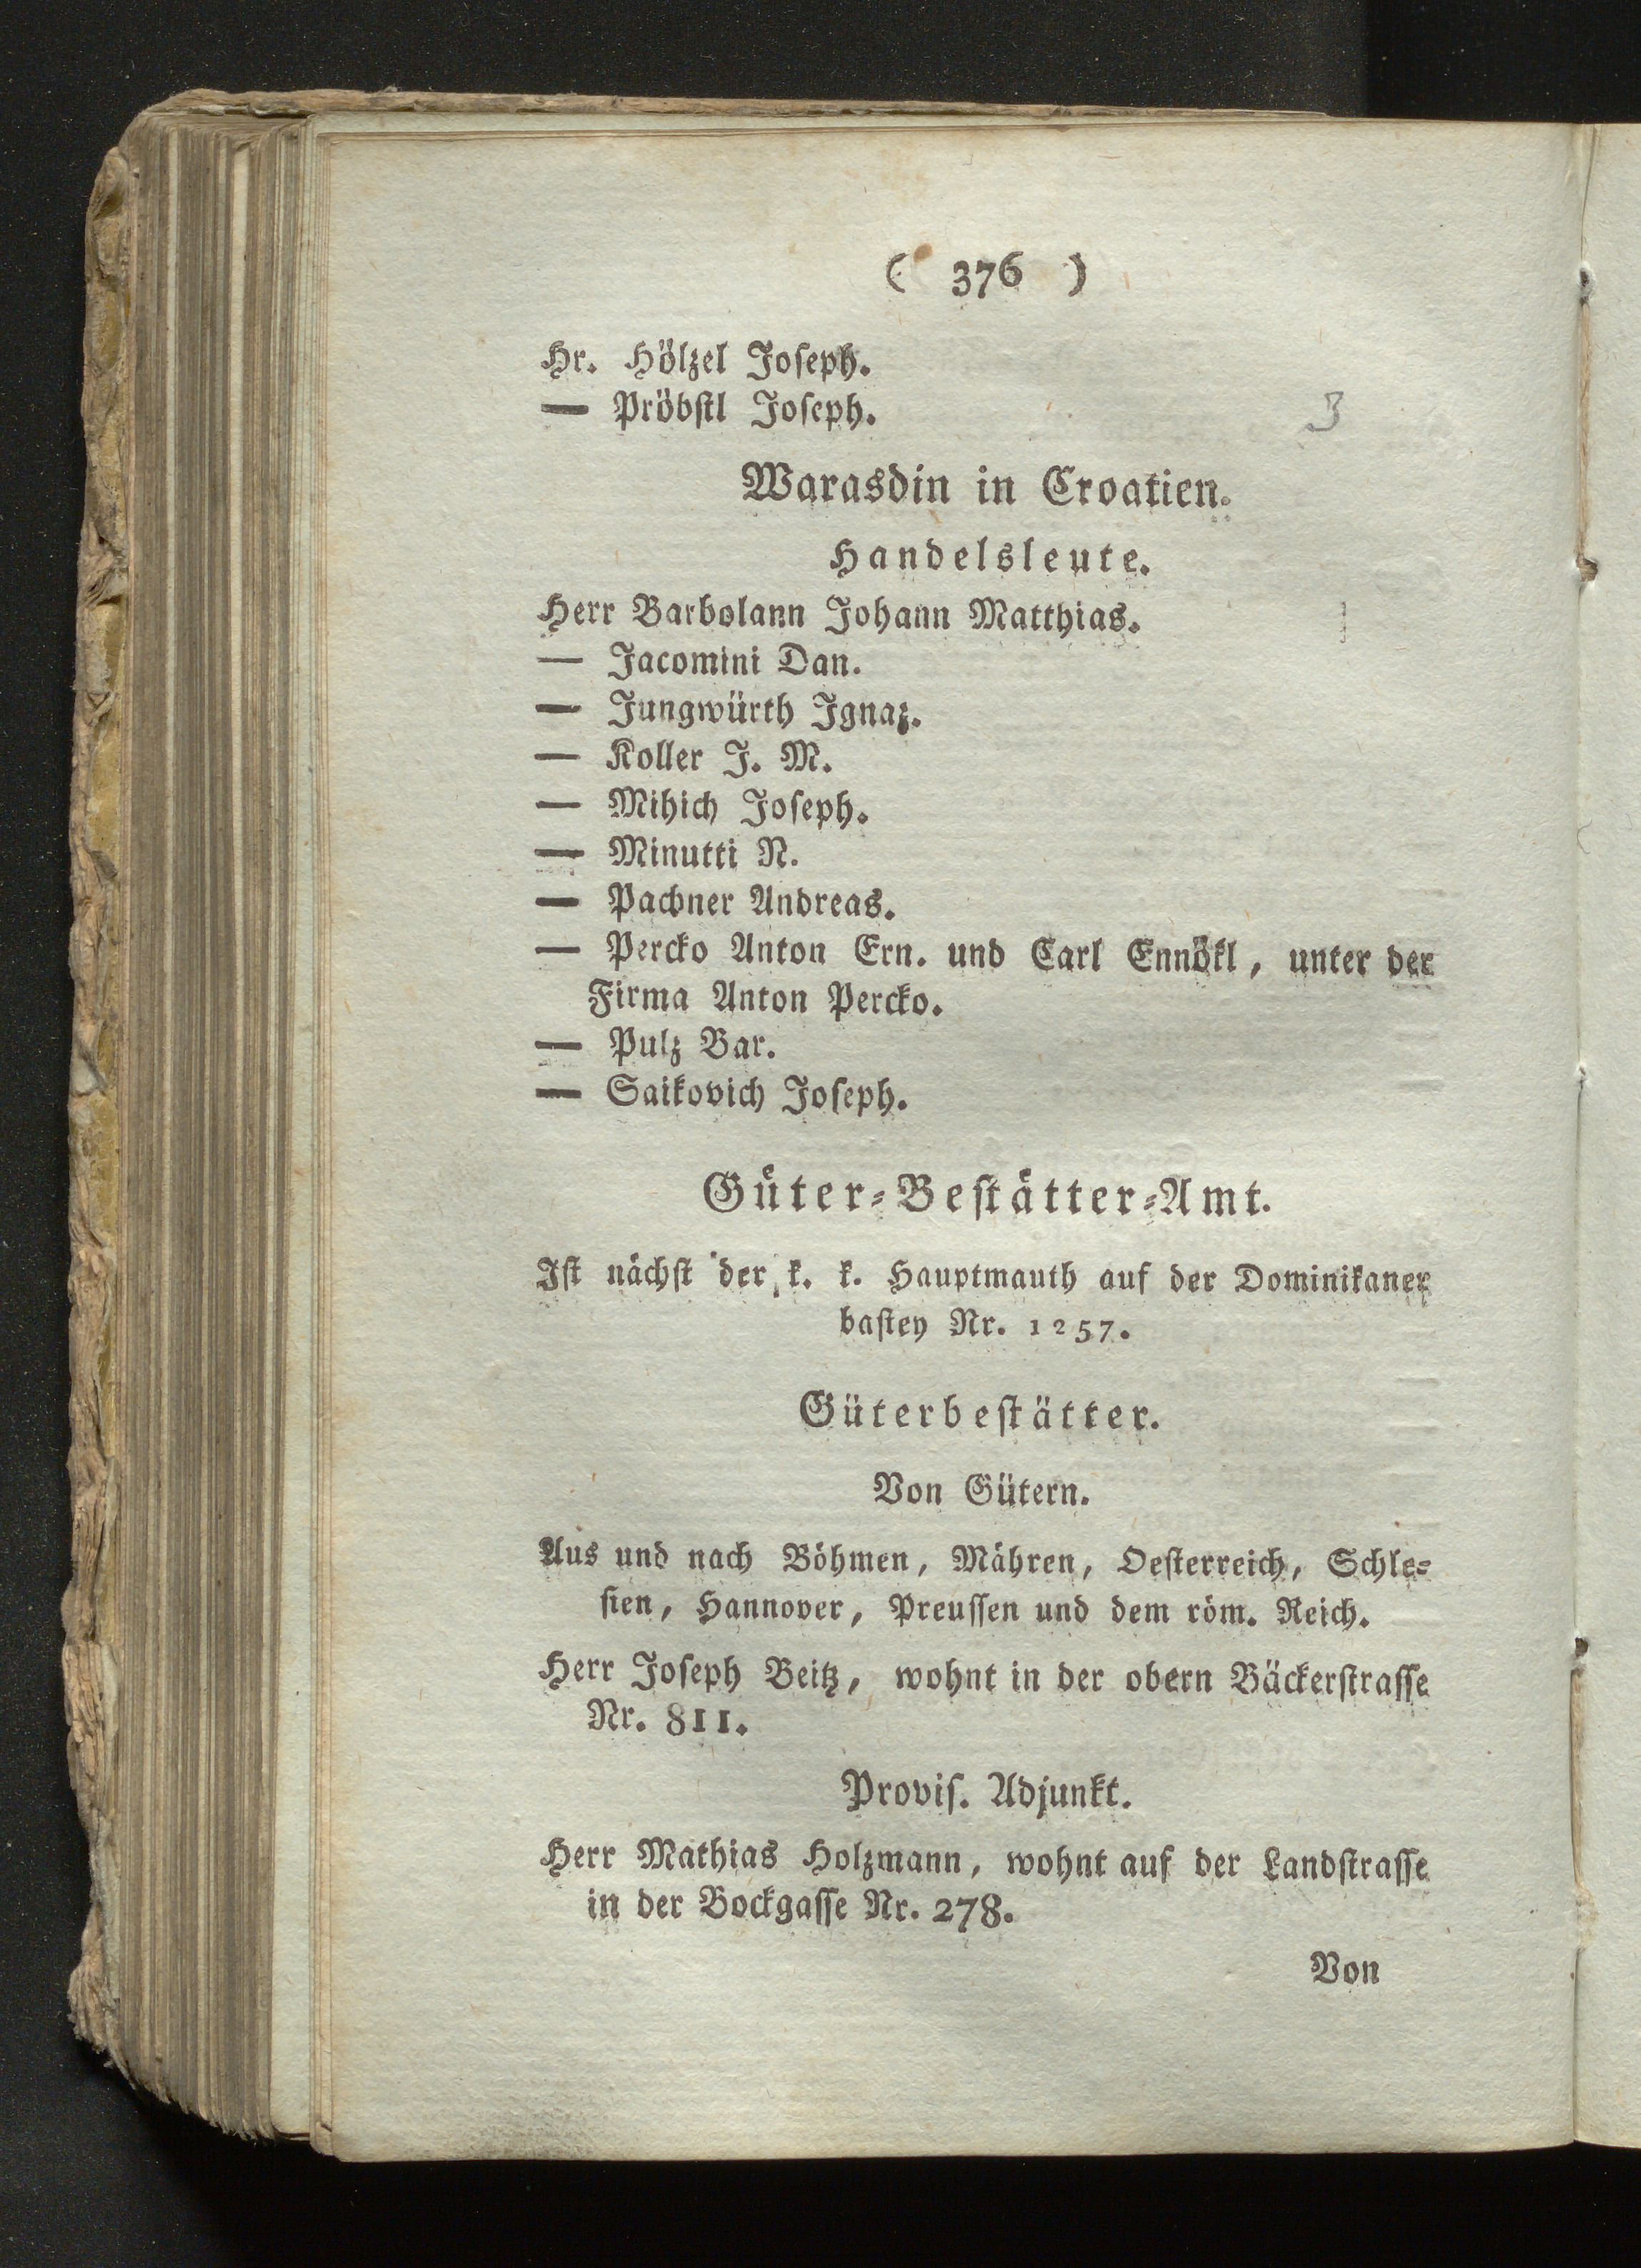 ( 376 )
Hr. Hölzel Joseph.
— Pröbstl Joseph.
3
Warasdin in Croatien.
Handelsleute.
Herr Barbolann Johann Matthias.
— Jacomini Dan.
— Jungwürth Ignaz.
— Koller J. M.
— Mihich Joseph.
— Minutti N.
— Pachner Andreas.
— Percko Anton Ern. und Carl Ennökl, unter der
Firma Anton Percko.
— Pulz Bar.
— Saikovich Joseph.
Güter-Bestätter-Amt.
Ist nächst der k. k. Hauptmauth auf der Dominikaner
bastey Nr. 1257.
Güterbestätter.
Von Gütern.
Aus und nach Böhmen, Mähren, Oesterreich, Schle-
sien, Hannover, Preussen und dem röm. Reich.
Herr Joseph Beitz, wohnt in der obern Bäckerstrasse
Nr. 811.
Provis. Adjunkt.
Herr Mathias Holzmann, wohnt auf der Landstrasse
in der Bockgasse Nr. 278.
Von